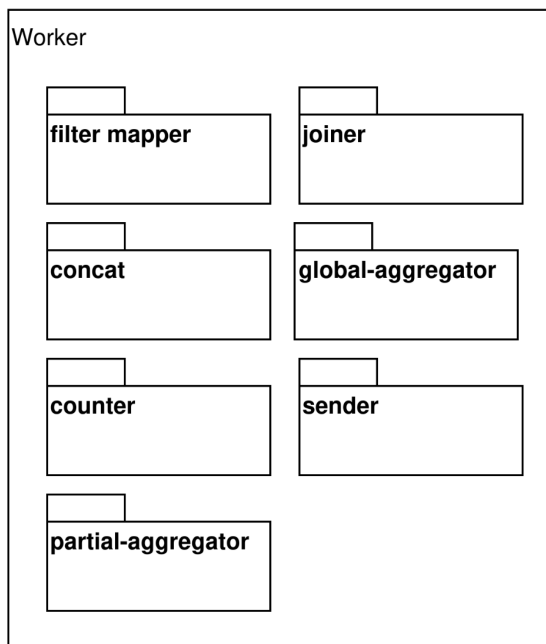 Worker
filter mapper
joiner
concat
global-aggregator
counter
sender
partial-aggregator